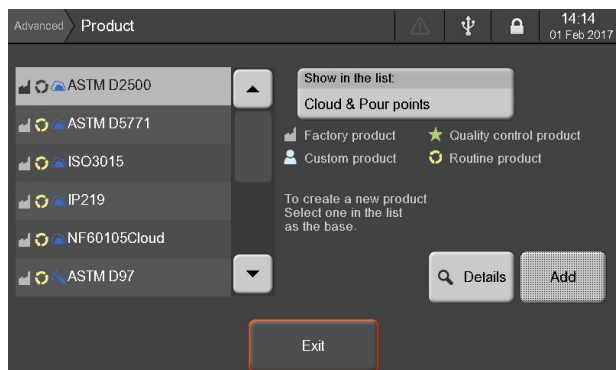 Advanced Product 14:14
01 Feb 2017
ASTM D2500
ASTM D5771
ISO3015
IP219
NF60105Cloud
ASTM D97
Show in the list:
Cloud & Pour points
Factory product
Quality control product
Custom product
Routine product
To create a new product
Select one in the list
as the base.
Details
Add
Exit